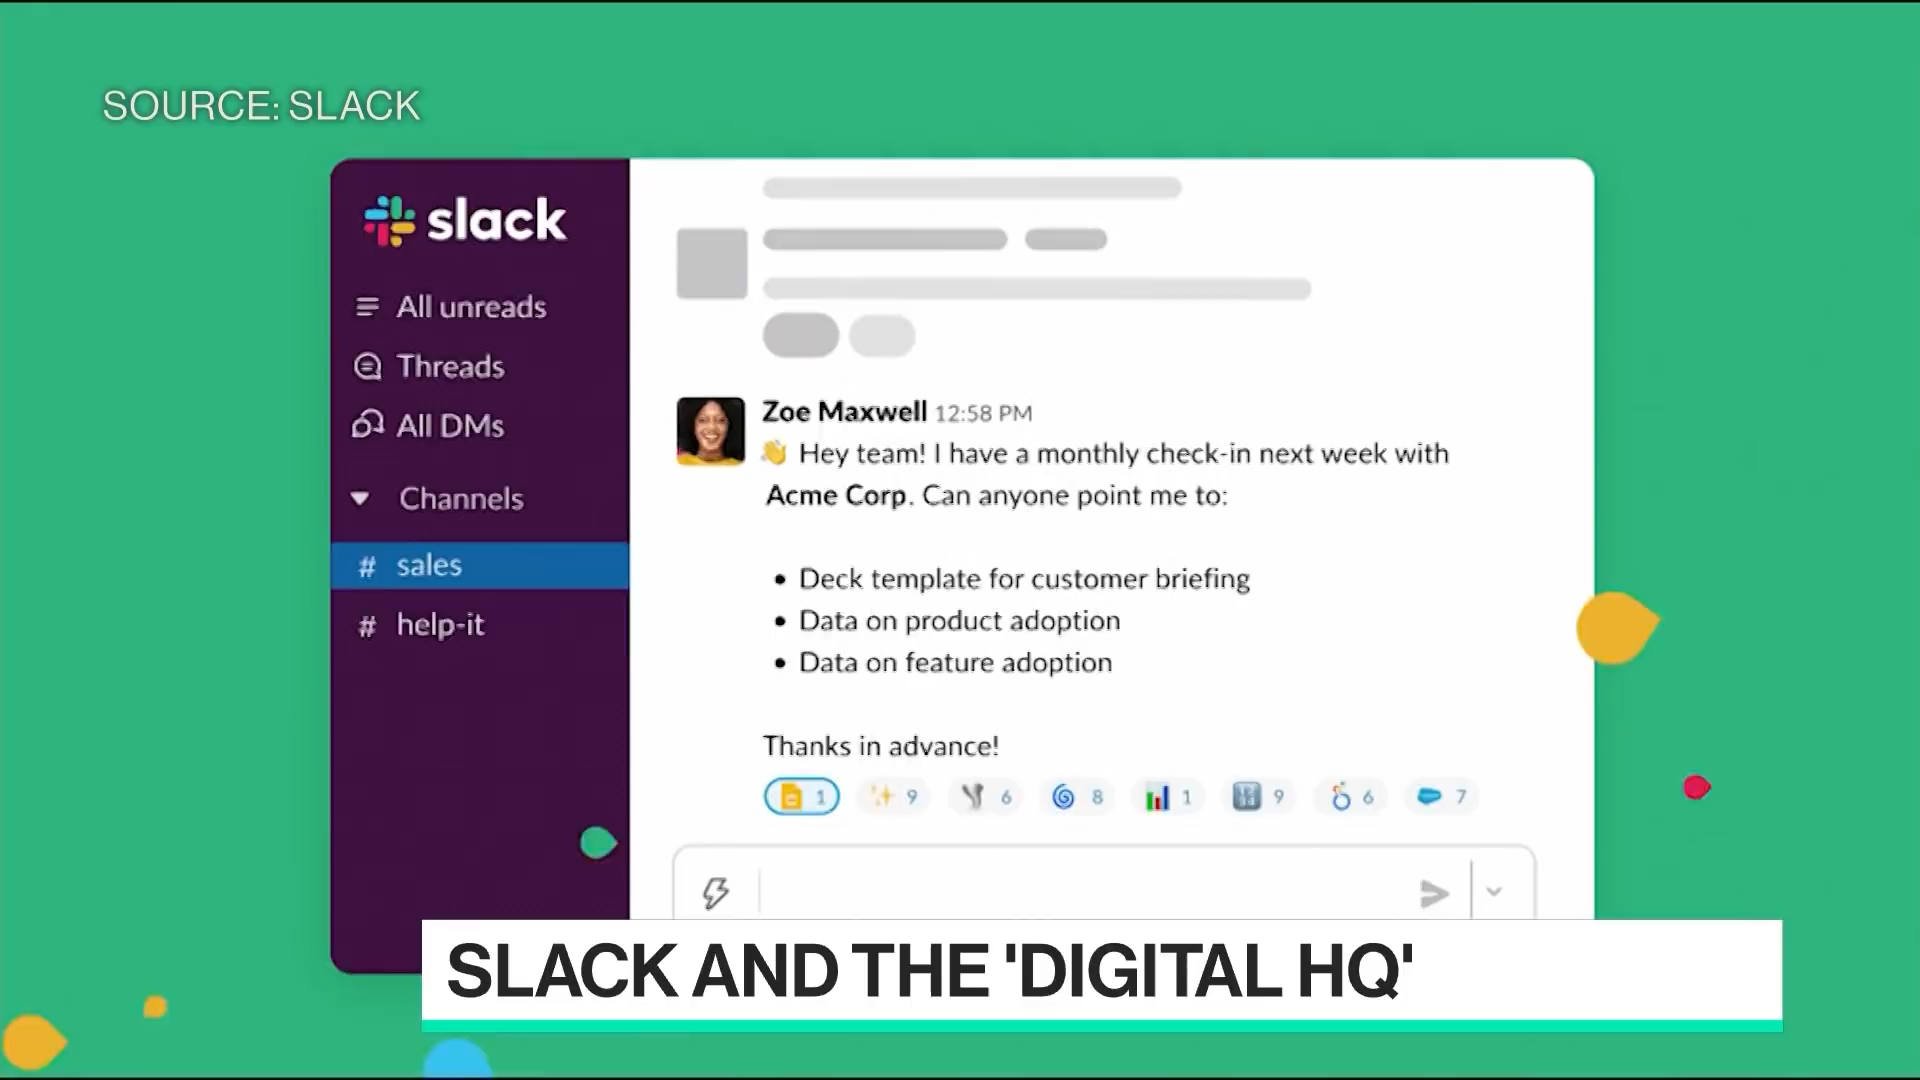 SOURCE: SLACK
slack
All unreads
Threads
All DMs
Channels
# sales
# help-it
Zoe Maxwell 12:58 PM
👋 Hey team! I have a monthly check-in next week with
Acme Corp. Can anyone point me to:
• Deck template for customer briefing
• Data on product adoption
• Data on feature adoption
Thanks in advance!
1 9 6 8 1 9 6 7
SLACK AND THE 'DIGITAL HQ'